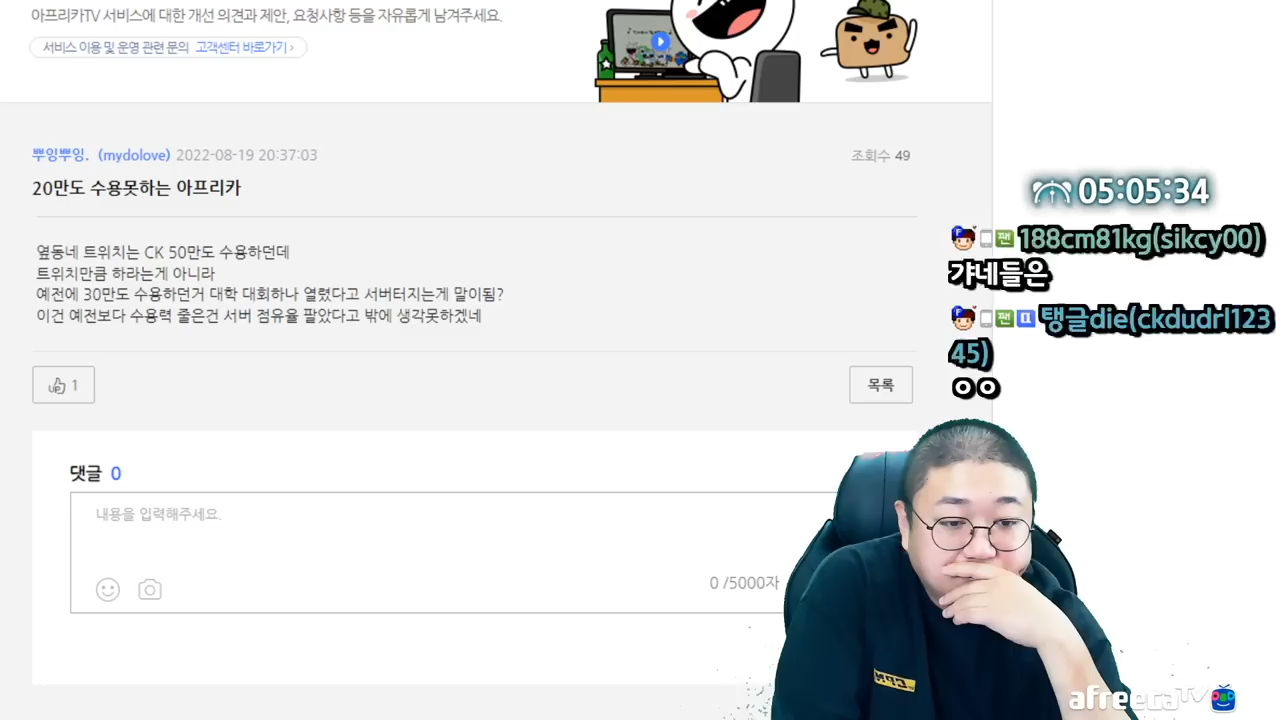 아프리카TV 서비스에 대한 개선 의견과 제안, 요청사항 등을 자유롭게 남겨주세요.
서비스 이용 및 운영 관련 문의 고객센터 바로가기 >
뿌잉뿌잉. (mydolove) 2022-08-19 20:37:03
조회수 49
20만도 수용못하는 아프리카
옆동네 트위치는 CK 50만도 수용하던데
트위치만큼 하라는게 아니라
예전에 30만도 수용하던거 대학 대회하나 열렸다고 서버터지는게 말이됨?
이건 예전보다 수용력 줄은건 서버 점유율 팔았다고 밖에 생각못하겠네
UP 1
목록
댓글 0
내용을 입력해주세요.
0 /5000자
05:05:34
팬 188cm81kg(sikcy00)
걔네들은
팬 탱글die(ckdudrl123
45)
ㅇㅇ
afreecaTV